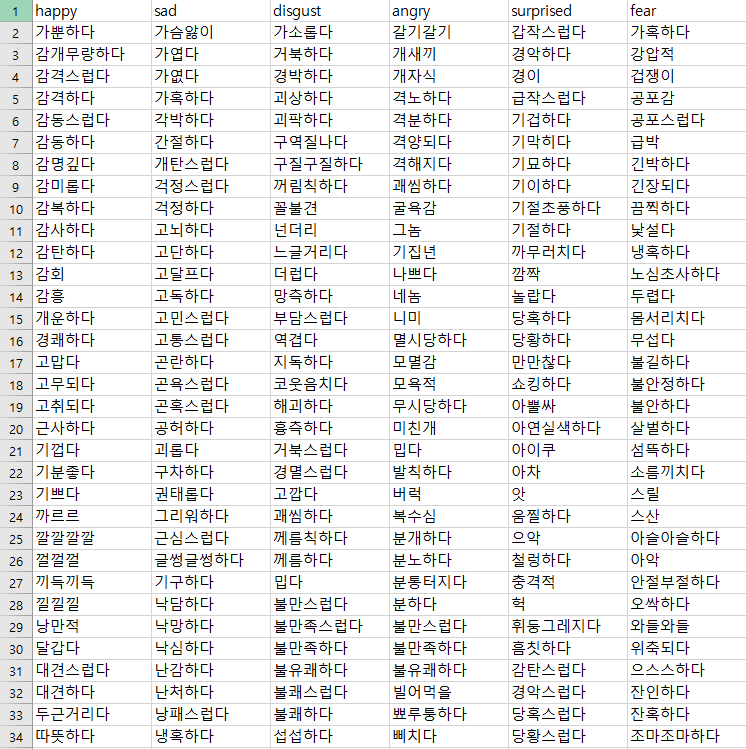 1 happy sad disgust angry surprised fear
2 가뿐하다 가슴앓이 가소롭다 갈기갈기 갑작스럽다 가혹하다
3 감개무량하다 가엽다 거북하다 개새끼 경악하다 강압적
4 감격스럽다 가엾다 경박하다 개자식 경이 겁쟁이
5 감격하다 가혹하다 괴상하다 격노하다 급작스럽다 공포감
6 감동스럽다 각박하다 괴팍하다 격분하다 기겁하다 공포스럽다
7 감동하다 간절하다 구역질나다 격양되다 기막히다 급박
8 감명깊다 개탄스럽다 구질구질하다 격해지다 기묘하다 긴박하다
9 감미롭다 걱정스럽다 꺼림칙하다 괘씸하다 기이하다 긴장되다
10 감복하다 걱정하다 꼴불견 굴욕감 기절초풍하다 끔찍하다
11 감사하다 고뇌하다 넌더리 그놈 기절하다 낯설다
12 감탄하다 고단하다 느글거리다 기집년 까무러치다 냉혹하다
13 감회 고달프다 더럽다 나쁘다 깜짝 노심초사하다
14 감흥 고독하다 망측하다 네놈 놀랍다 두렵다
15 개운하다 고민스럽다 부담스럽다 니미 당혹하다 몸서리치다
16 경쾌하다 고통스럽다 역겹다 멸시당하다 당황하다 무섭다
17 고맙다 곤란하다 지독하다 모멸감 만만찮다 불길하다
18 고무되다 곤욕스럽다 코웃음치다 모욕적 쇼킹하다 불안정하다
19 고취되다 곤혹스럽다 해괴하다 무시당하다 아뿔싸 불안하다
20 근사하다 공허하다 흉측하다 미친개 아연실색하다 살벌하다
21 기껍다 괴롭다 거북스럽다 밉다 아이쿠 섬뜩하다
22 기분좋다 구차하다 경멸스럽다 발칙하다 아차 소름끼치다
23 기쁘다 권태롭다 고깝다 버럭 앗 스릴
24 까르르 그리워하다 괘씸하다 복수심 움찔하다 스산
25 깔깔깔깔 근심스럽다 께름칙하다 분개하다 으악 아슬아슬하다
26 껄껄껄 글썽글썽하다 께름하다 분노하다 철렁하다 아악
27 끼득끼득 기구하다 밉다 분통터지다 충격적 안절부절하다
28 낄낄낄 낙담하다 불만스럽다 분하다 헉 오싹하다
29 낭만적 낙망하다 불만족스럽다 불만스럽다 휘둥그레지다 와들와들
30 달갑다 낙심하다 불만족하다 불만족하다 흠칫하다 위축되다
31 대견스럽다 난감하다 불유쾌하다 불유쾌하다 감탄스럽다 으스스하다
32 대견하다 난처하다 불쾌스럽다 빌어먹을 경악스럽다 잔인하다
33 두근거리다 낭패스럽다 불쾌하다 뾰루퉁하다 당혹스럽다 잔혹하다
34 따뜻하다 냉혹하다 섭섭하다 삐치다 당황스럽다 조마조마하다